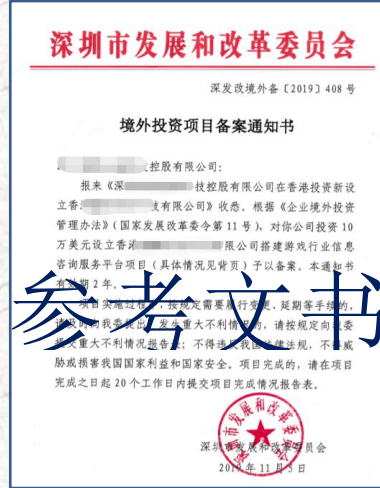 深圳市发展和改革委员会
深发改境外备〔2019〕408号
境外投资项目备案通知书
控股有限公司：
报来《深 技控股有限公司在香港投资新设
立香 技有限公司》收悉。根据《企业境外投资
管理办法》（国家发展改革委令第11号），对你公司投资10
万美元设立香港 限公司搭建游戏行业信息
咨询服务平台项目（具体情况见背页）予以备案。本通知书
有效期2年。
项目实施过程中，按规定需要履行变更、延期等手续的，
请及时向我委提出；发生重大不利情况的，请按规定向我委
提交重大不利情况报告表；不得违反我国法律法规，不得威
胁或损害我国国家利益和国家安全。项目完成的，请在项目
完成之日起20个工作日内提交项目完成情况报告表。
参考文书
深圳市发展和改革委员会
2019年11月5日